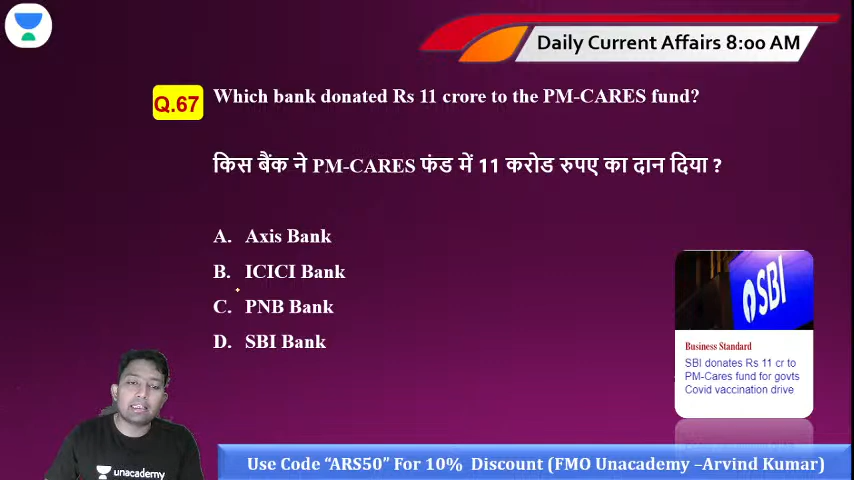 Daily Current Affairs 8:00 AM
Q.67 Which bank donated Rs 11 crore to the PM-CARES fund?
किस बैंक ने PM-CARES फंड में 11 करोड रुपए का दान दिया ?
A. Axis Bank
B. ICICI Bank
C. PNB Bank
D. SBI Bank
SBI
Business Standard
SBI donates Rs 11 cr to
PM-Cares fund for govts
Covid vaccination drive
unacademy
Use Code “ARS50” For 10% Discount (FMO Unacademy –Arvind Kumar)